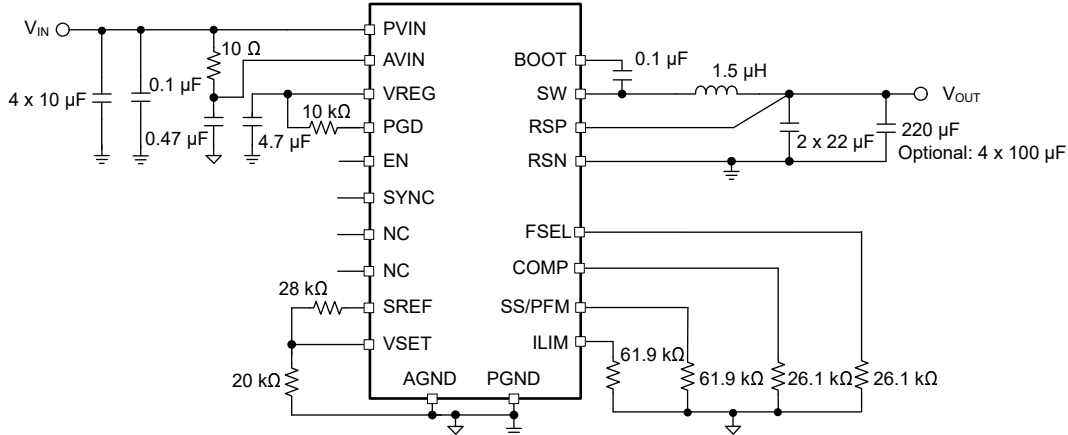 V_IN
PVIN
10 Ω
AVIN
BOOT
0.1 µF
1.5 µH
0.1 µF
4 x 10 µF
VREG
SW
V_OUT
10 kΩ
PGD
RSP
220 µF
0.47 µF
4.7 µF
2 x 22 µF
Optional: 4 x 100 µF
EN
RSN
SYNC
NC
FSEL
NC
COMP
28 kΩ
SREF
SS/PFM
VSET
ILIM
61.9 kΩ
20 kΩ
AGND
PGND
61.9 kΩ
26.1 kΩ
26.1 kΩ